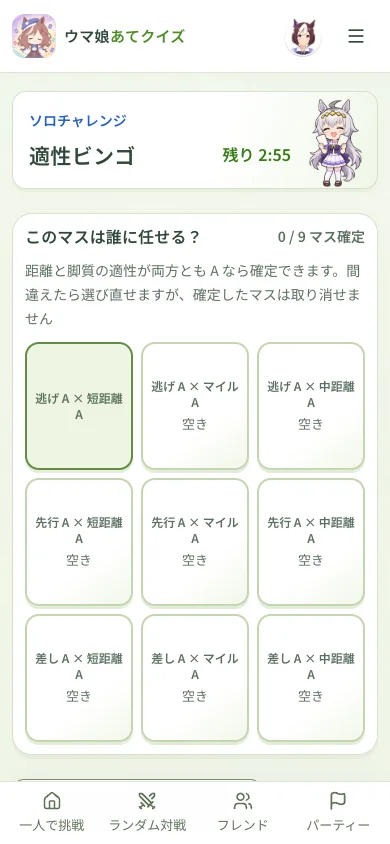 ウマ娘あてクイズ
ソロチャレンジ
適性ビンゴ
残り 2:55
このマスは誰に任せる？
0 / 9 マス確定
距離と脚質の適性が両方とも A なら確定できます。間
違えたら選び直せますが、確定したマスは取り消せま
せん
逃げ A × 短距離
A
逃げ A × マイル
A
空き
逃げ A × 中距離
A
空き
先行 A × 短距離
A
空き
先行 A × マイル
A
空き
先行 A × 中距離
A
空き
差し A × 短距離
A
空き
差し A × マイル
A
空き
差し A × 中距離
A
空き
一人で挑戦
ランダム対戦
フレンド
パーティー